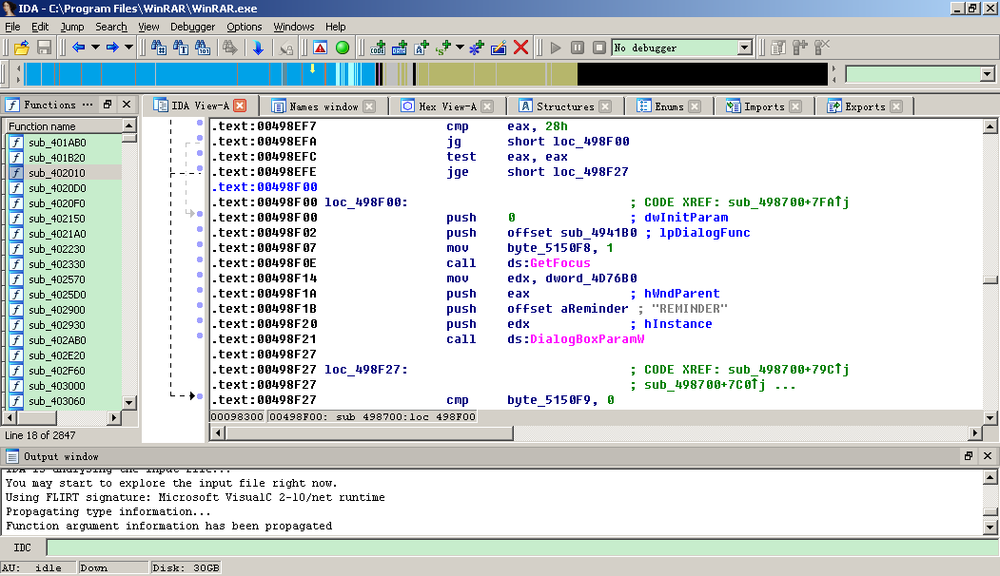 IDA - C:\Program Files\WinRAR\WinRAR.exe
File Edit Jump Search View Debugger Options Windows Help
No debugger
Functions ...
IDA View-A Names window Hex View-A Structures Enums Imports Exports
Function name
sub_401AB0
sub_401B20
sub_402010
sub_4020D0
sub_4020F0
sub_402150
sub_4021A0
sub_402230
sub_402330
sub_402570
sub_4025D0
sub_402900
sub_402930
sub_402AB0
sub_402E20
sub_402F60
sub_403000
sub_403060
Line 18 of 2847
.text:00498EF7 cmp eax, 28h
.text:00498EFA jg short loc_498F00
.text:00498EFC test eax, eax
.text:00498EFE jge short loc_498F27
.text:00498F00
.text:00498F00 loc_498F00: ; CODE XREF: sub_498700+7FA↑j
.text:00498F00 push 0 ; dwInitParam
.text:00498F02 push offset sub_4941B0 ; lpDialogFunc
.text:00498F07 mov byte_5150F8, 1
.text:00498F0E call ds:GetFocus
.text:00498F14 mov edx, dword_4D76B0
.text:00498F1A push eax ; hWndParent
.text:00498F1B push offset aReminder ; "REMINDER"
.text:00498F20 push edx ; hInstance
.text:00498F21 call ds:DialogBoxParamW
.text:00498F27
.text:00498F27 loc_498F27: ; CODE XREF: sub_498700+79C↑j
.text:00498F27 ; sub_498700+7C0↑j ...
.text:00498F27 cmp byte_5150F9, 0
00098300 00498F00: sub_498700:loc_498F00
Output window
IDA is analysing the input file...
You may start to explore the input file right now.
Using FLIRT signature: Microsoft VisualC 2-10/net runtime
Propagating type information...
Function argument information has been propagated
IDC
AU: idle Down Disk: 30GB